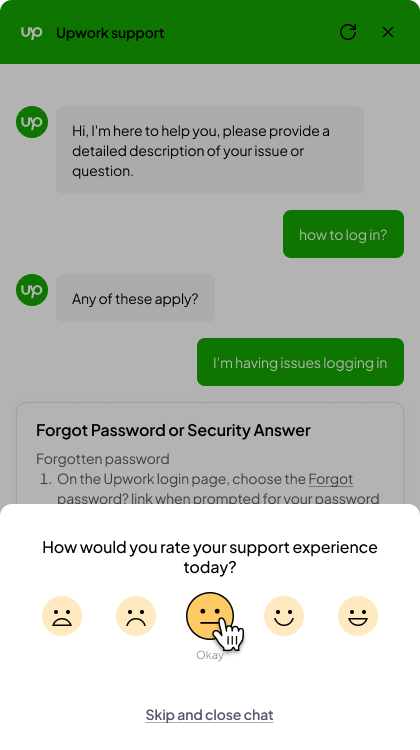 up Upwork support
up
Hi, I'm here to help you, please provide a
detailed description of your issue or
question.
how to log in?
up
Any of these apply?
I'm having issues logging in
Forgot Password or Security Answer
Forgotten password
1. On the Upwork login page, choose the Forgot
password? link when prompted for your password
How would you rate your support experience
today?
Okay
Skip and close chat